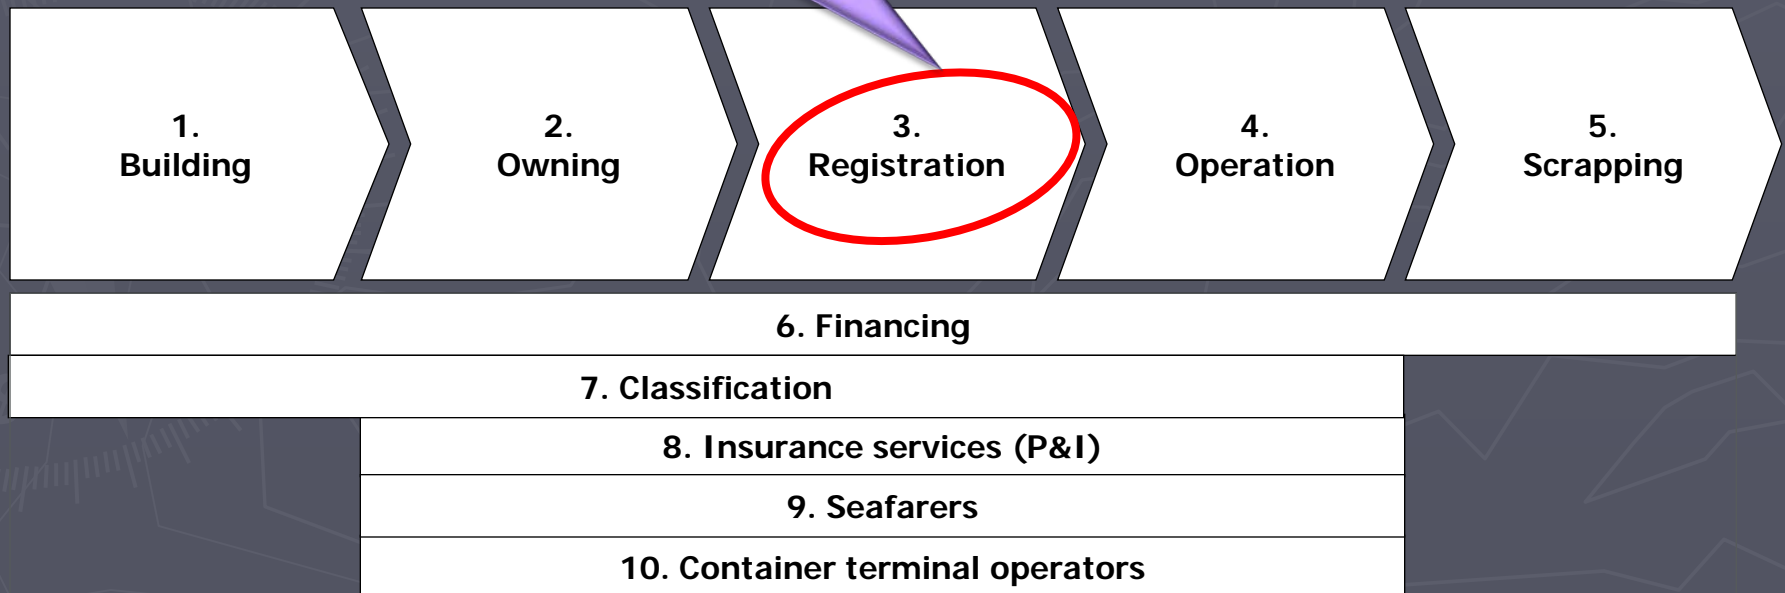 1.
Building
2.
Owning
3.
Registration
4.
Operation
5.
Scrapping
6. Financing
7. Classification
8. Insurance services (P&I)
9. Seafarers
10. Container terminal operators